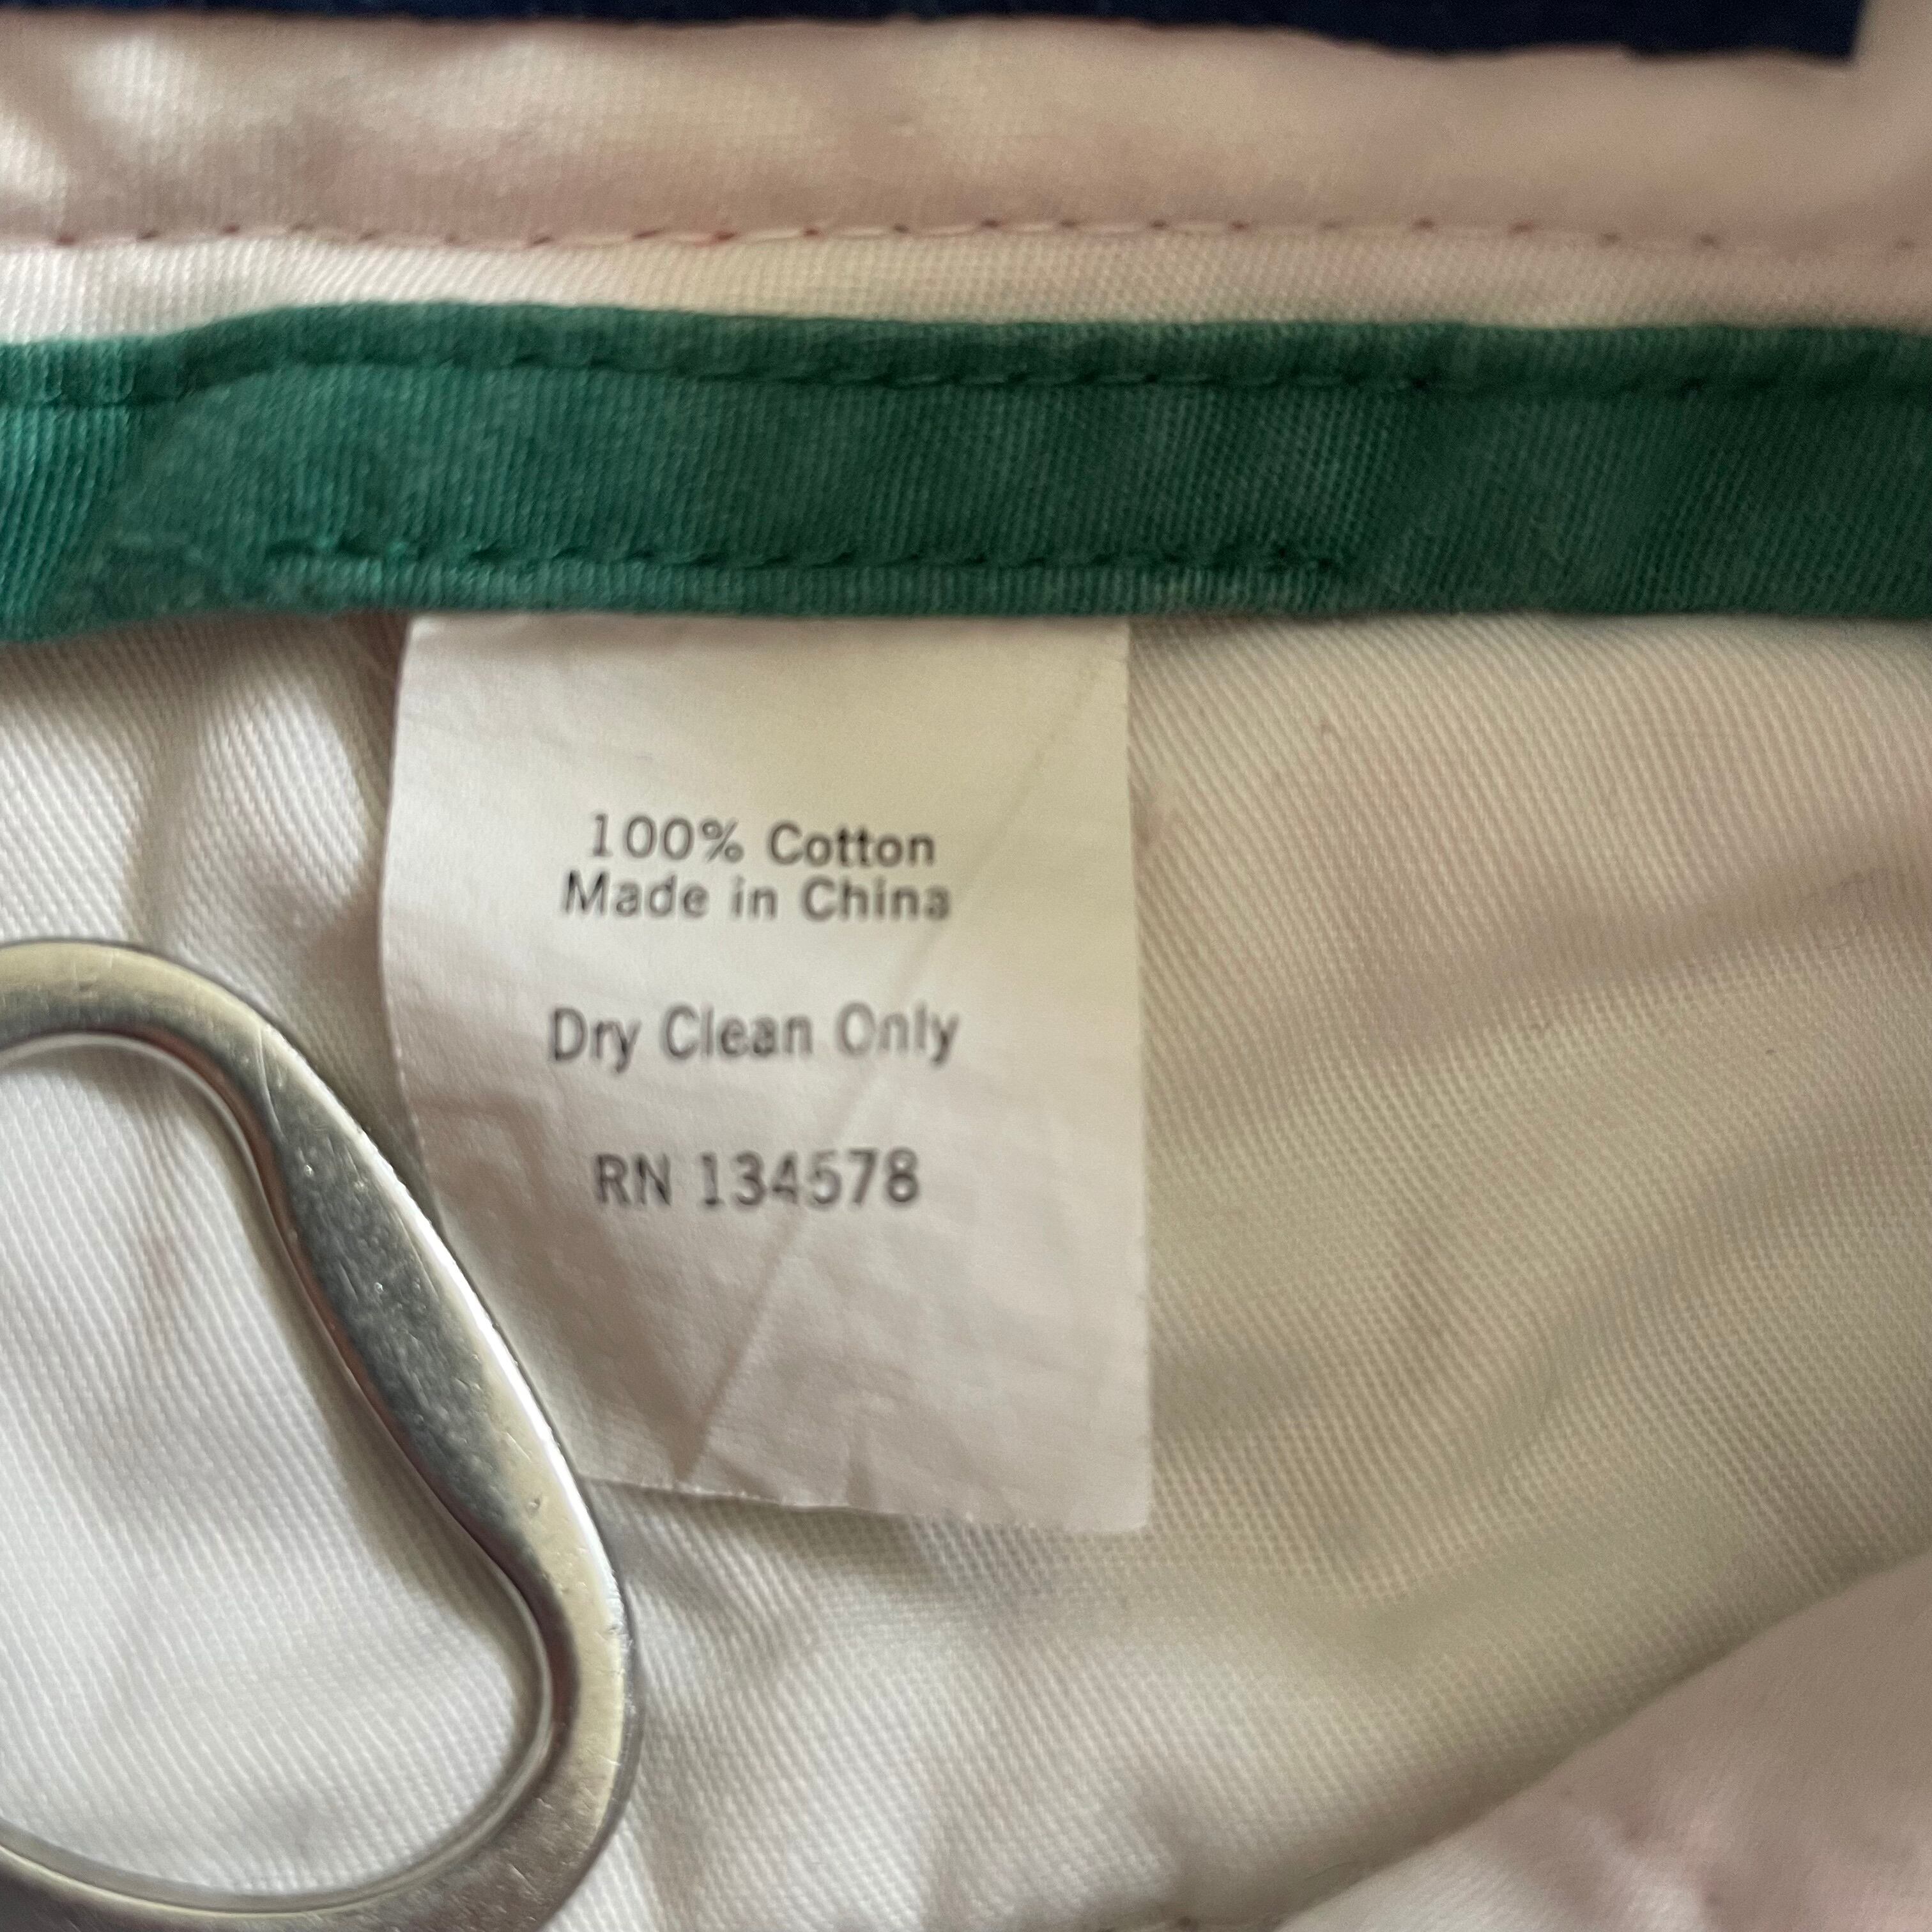 100% Cotton
Made in China
Dry Clean Only
RN 134578